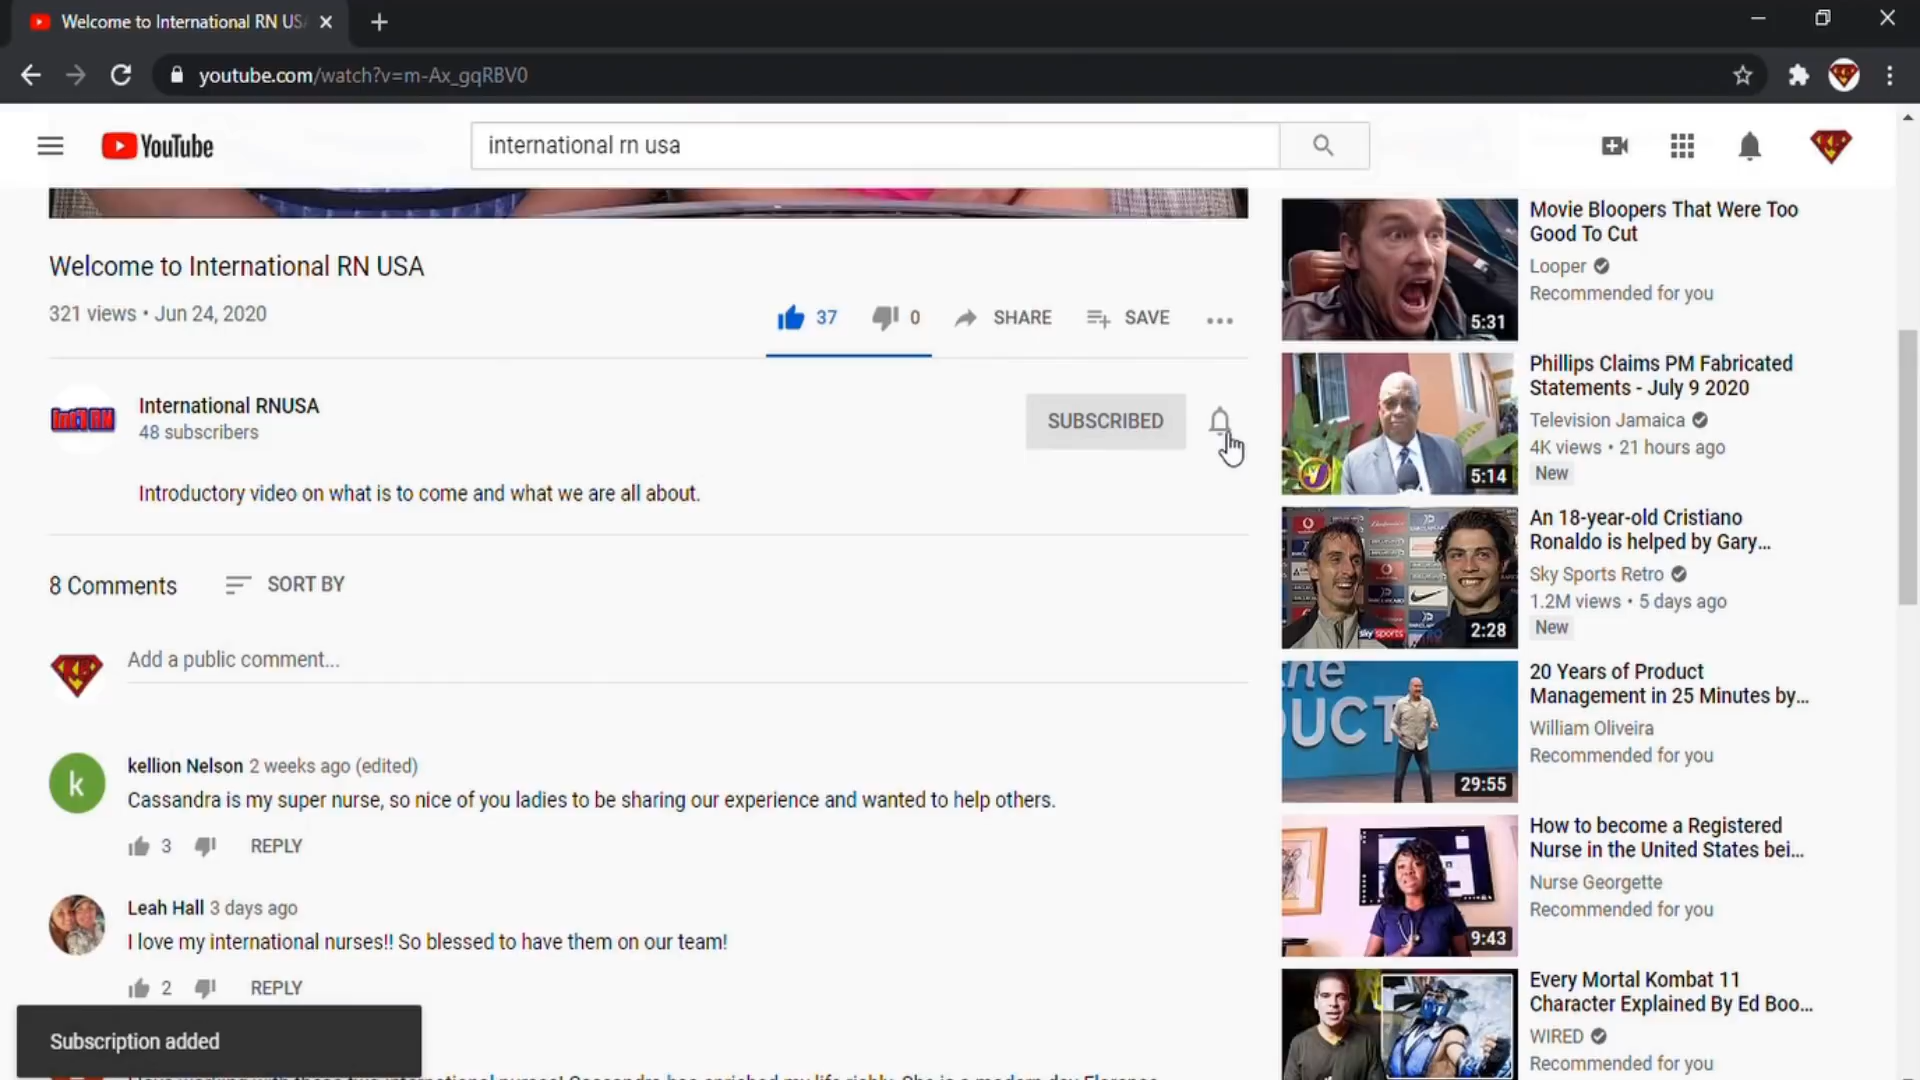 Welcome to International RN US
youtube.com/watch?v=m-Ax_gqRBV0
YouTube
international rn usa
Welcome to International RN USA
321 views • Jun 24, 2020
37
0
SHARE
SAVE
Int'l RN
International RNUSA
48 subscribers
SUBSCRIBED
Introductory video on what is to come and what we are all about.
8 Comments
SORT BY
Add a public comment...
k
kellion Nelson 2 weeks ago (edited)
Cassandra is my super nurse, so nice of you ladies to be sharing our experience and wanted to help others.
3
REPLY
Leah Hall 3 days ago
I love my international nurses!! So blessed to have them on our team!
2
REPLY
Subscription added
5:31
Movie Bloopers That Were Too
Good To Cut
Looper
Recommended for you
5:14
Phillips Claims PM Fabricated
Statements - July 9 2020
Television Jamaica
4K views • 21 hours ago
New
sky sports
2:28
An 18-year-old Cristiano
Ronaldo is helped by Gary...
Sky Sports Retro
1.2M views • 5 days ago
New
the
UCT
29:55
20 Years of Product
Management in 25 Minutes by...
William Oliveira
Recommended for you
9:43
How to become a Registered
Nurse in the United States bei...
Nurse Georgette
Recommended for you
Every Mortal Kombat 11
Character Explained By Ed Boo...
WIRED
Recommended for you